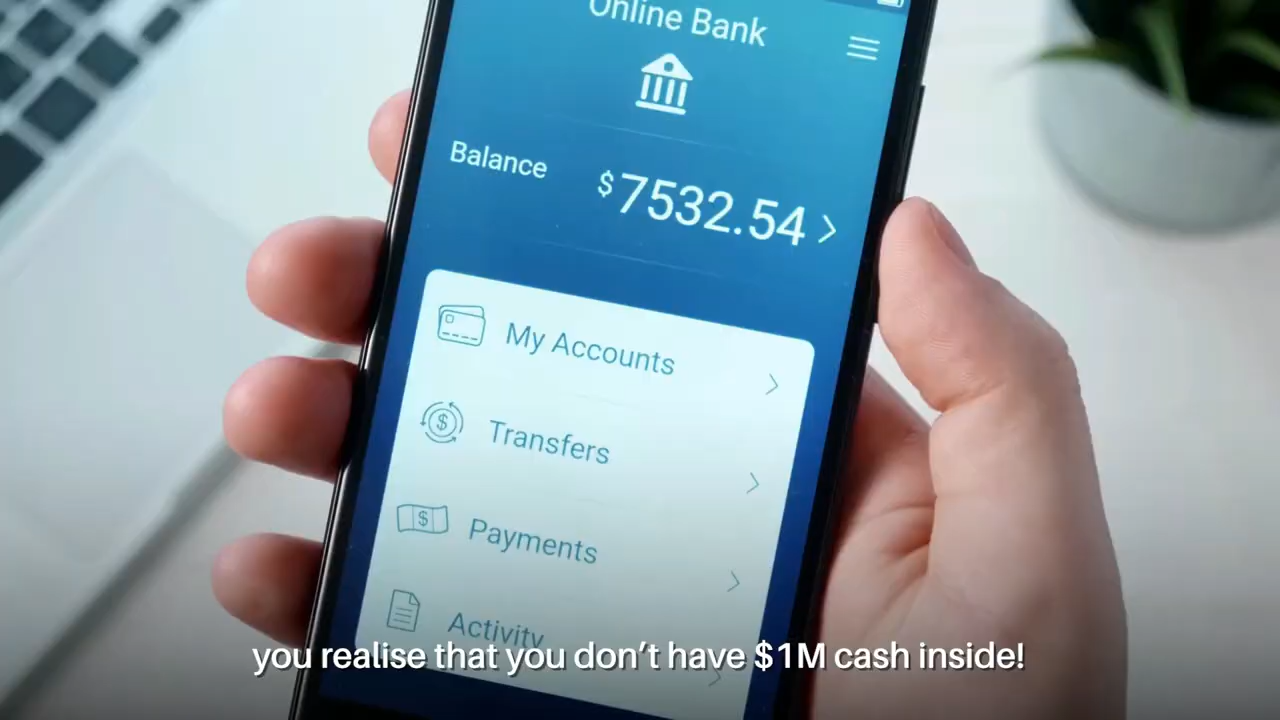 Online Bank
Balance
$7532.54
My Accounts
Transfers
Payments
Activity
you realise that you don't have $1M cash inside!